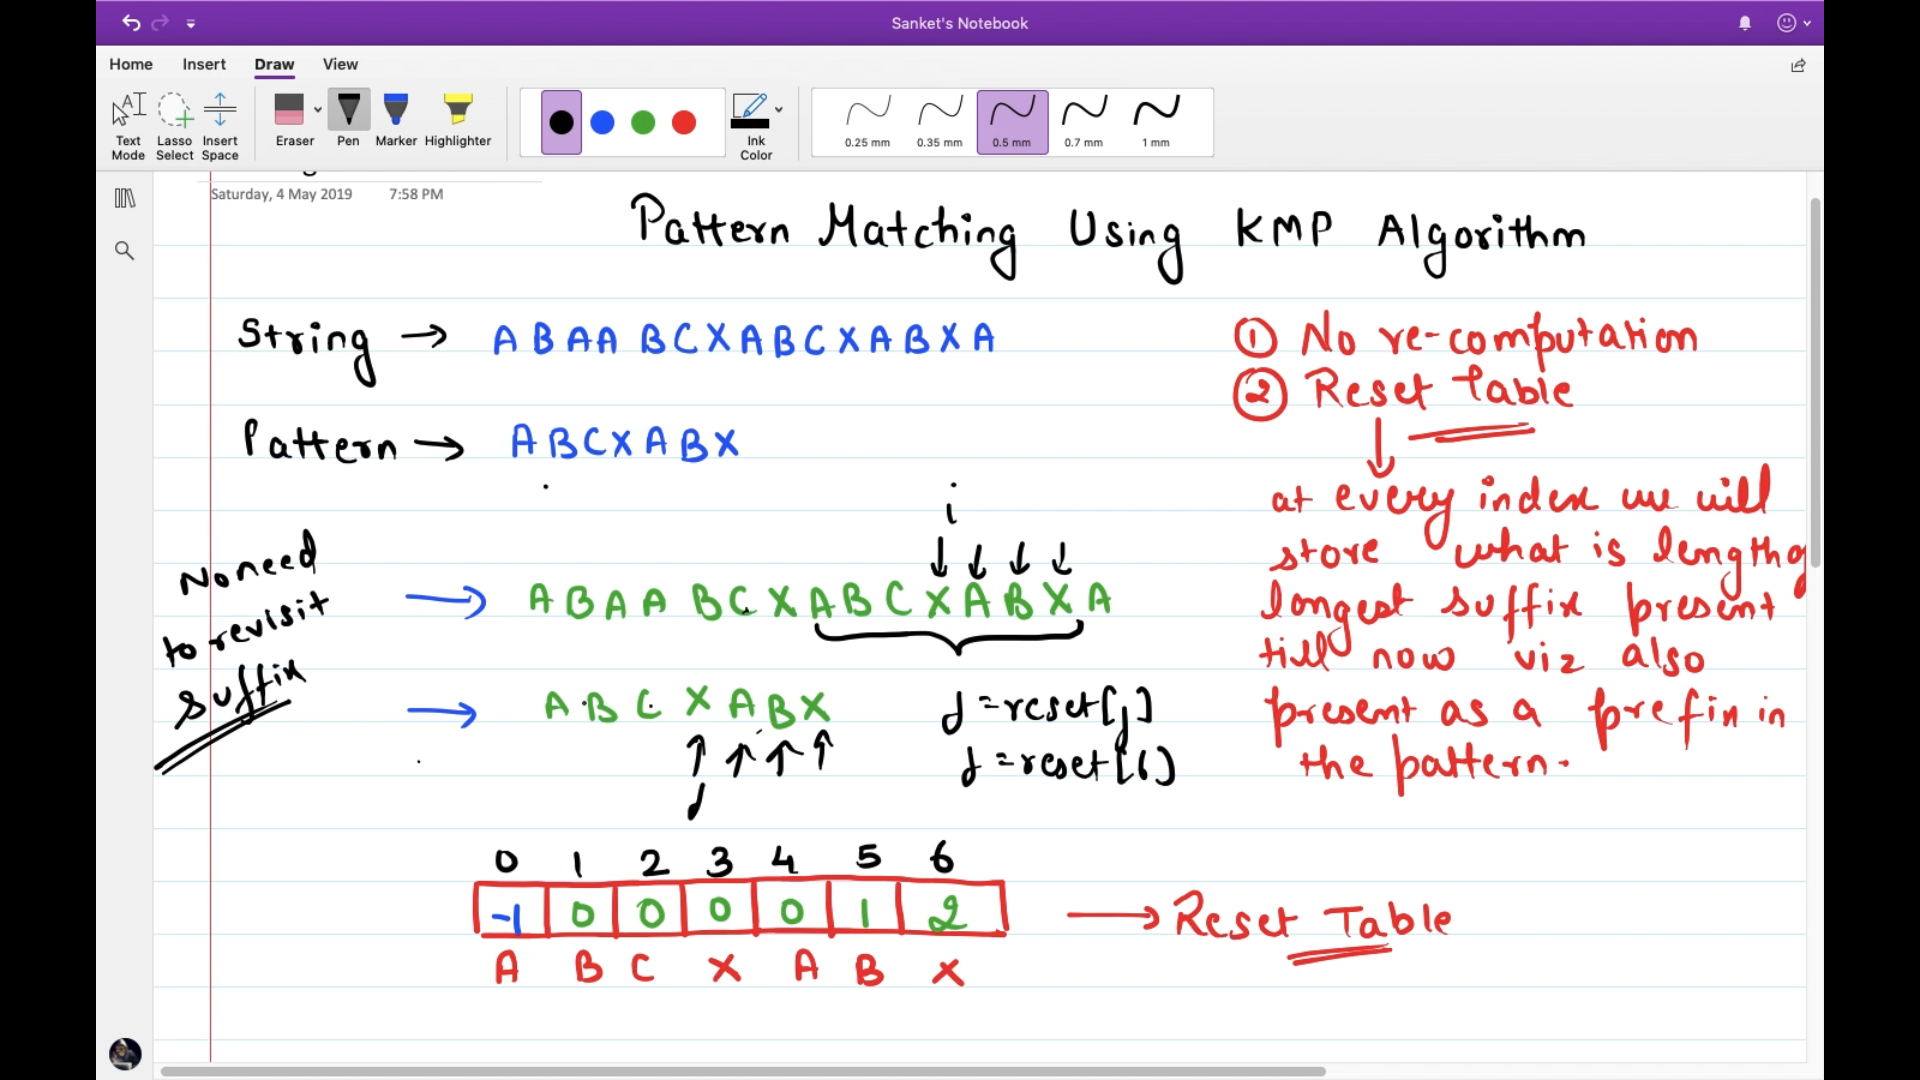 Sanket's Notebook
Home Insert Draw View
Text Mode Lasso Select Insert Space Eraser Pen Marker Highlighter Ink Color 0.25 mm 0.35 mm 0.5 mm 0.7 mm 1 mm
Saturday, 4 May 2019 7:58 PM
Pattern Matching Using KMP Algorithm
String → A B A A B C X A B C X A B X A
Pattern → A B C X A B X
① No re-computation
② Reset Table
at every index we will
store what is length of
longest suffix present
till now viz also
present as a prefix in
the pattern.
No need
to revisit
suffix
i
→ A B A A B C X A B C X A B X A
→ A B C X A B X
j
j = reset[j]
j = reset[6]
0 1 2 3 4 5 6
-1 0 0 0 0 1 2
→ Reset Table
A B C X A B X